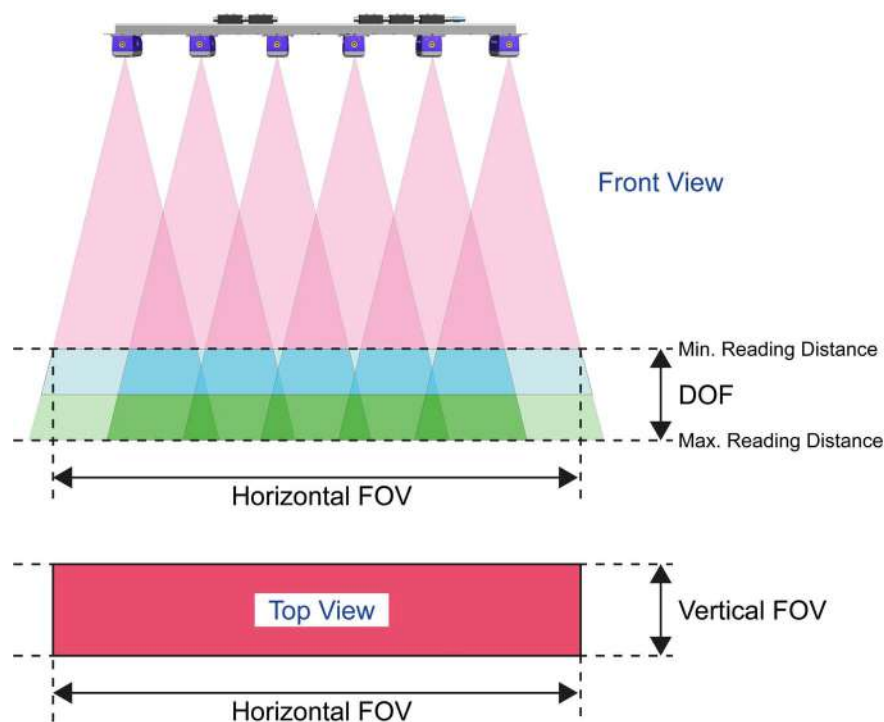 Front View
Min. Reading Distance
DOF
Max. Reading Distance
Horizontal FOV
Top View
Vertical FOV
Horizontal FOV